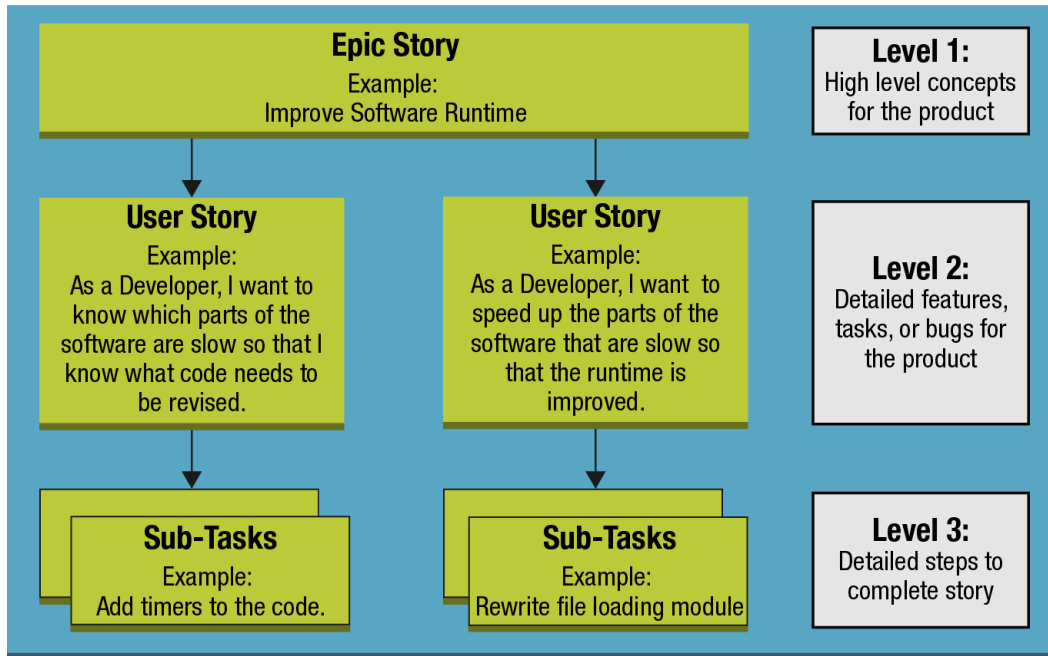 Epic Story
Example:
Improve Software Runtime
Level 1:
High level concepts
for the product
User Story
Example:
As a Developer, I want to
know which parts of the
software are slow so that I
know what code needs to
be revised.
User Story
Example:
As a Developer, I want  to
speed up the parts of the
software that are slow so
that the runtime is
improved.
Level 2:
Detailed features,
tasks, or bugs for
the product
Sub-Tasks
Example:
Add timers to the code.
Sub-Tasks
Example:
Rewrite file loading module
Level 3:
Detailed steps to
complete story